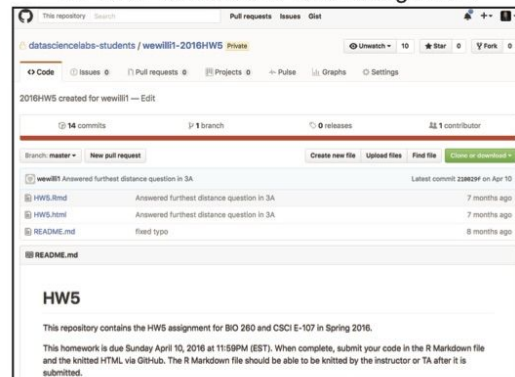 This repository Search Pull requests Issues Gist
datasciencelabs-students / wewilli1-2016HW5 Private Unwatch 10 Star 0 Fork 0
Code Issues 0 Pull requests 0 Projects 0 Pulse Graphs Settings
2016HW5 created for wewilli1 — Edit
14 commits 1 branch 0 releases 1 contributor
Branch: master New pull request Create new file Upload files Find file Clone or download
wewilli1 Answered furthest distance question in 3A Latest commit on Apr 10
HW5.Rmd Answered furthest distance question in 3A 7 months ago
HW5.html Answered furthest distance question in 3A 7 months ago
README.md fixed typo 8 months ago
README.md
HW5
This repository contains the HW5 assignment for BIO 260 and CSCI E-107 in Spring 2016.
This homework is due Sunday April 10, 2016 at 11:59PM (EST). When complete, submit your code in the R Markdown file
and the knitted HTML via GitHub. The R Markdown file should be able to be knitted by the instructor or TA after it is
submitted.